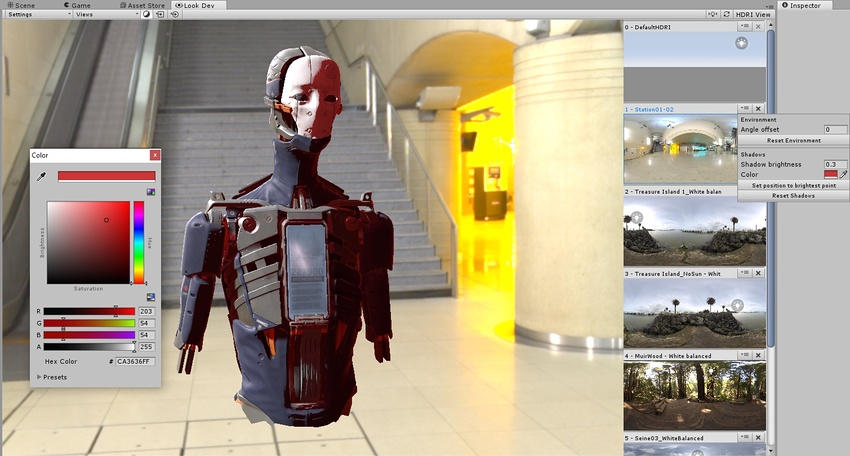 Scene
Game
Asset Store
Look Dev
Inspector
Settings
Views
HDRI View
0 - DefaultHDRI
1 - Station01-02
Environment
Angle offset 0
Reset Environment
Shadows
Shadow brightness 0.3
Color
Set position to brightest point
Reset Shadows
2 - Treasure Island 1_White balan
3 - Treasure Island_NoSun - Whit
4 - MuirWood - White balanced
5 - Seine03_WhiteBalanced
Color
Brightness
Hue
Saturation
R 203
G 54
B 54
A 255
Hex Color # CA3636FF
Presets